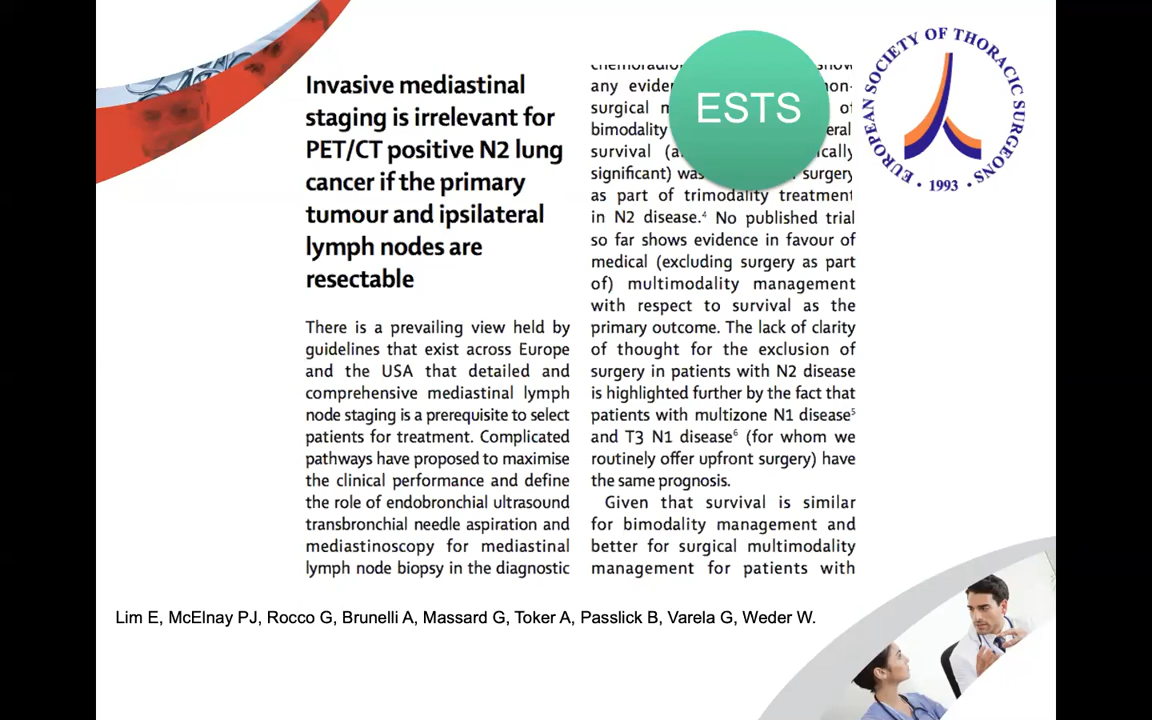 Invasive mediastinal
staging is irrelevant for
PET/CT positive N2 lung
cancer if the primary
tumour and ipsilateral
lymph nodes are
resectable
There is a prevailing view held by
guidelines that exist across Europe
and the USA that detailed and
comprehensive mediastinal lymph
node staging is a prerequisite to select
patients for treatment. Complicated
pathways have proposed to maximise
the clinical performance and define
the role of endobronchial ultrasound
transbronchial needle aspiration and
mediastinoscopy for mediastinal
lymph node biopsy in the diagnostic
any
surgical
bimodality
survival
significant) was surgery
as part of trimodality treatment
in N2 disease.⁴ No published trial
so far shows evidence in favour of
medical (excluding surgery as part
of) multimodality management
with respect to survival as the
primary outcome. The lack of clarity
of thought for the exclusion of
surgery in patients with N2 disease
is highlighted further by the fact that
patients with multizone N1 disease⁵
and T3 N1 disease⁶ (for whom we
routinely offer upfront surgery) have
the same prognosis.
Given that survival is similar
for bimodality management and
better for surgical multimodality
management for patients with
ESTS
EUROPEAN SOCIETY OF THORACIC SURGEONS
• 1993 •
Lim E, McElnay PJ, Rocco G, Brunelli A, Massard G, Toker A, Passlick B, Varela G, Weder W.